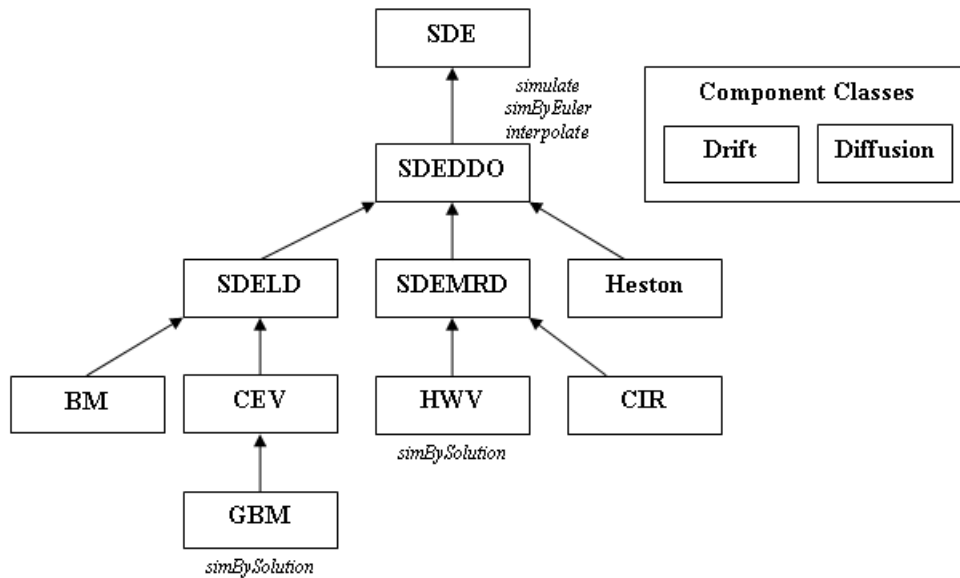 SDE
simulate
simByEuler
interpolate
Component Classes
Drift
Diffusion
SDEDDO
SDELD
SDEMRD
Heston
BM
CEV
HWV
CIR
simBySolution
GBM
simBySolution